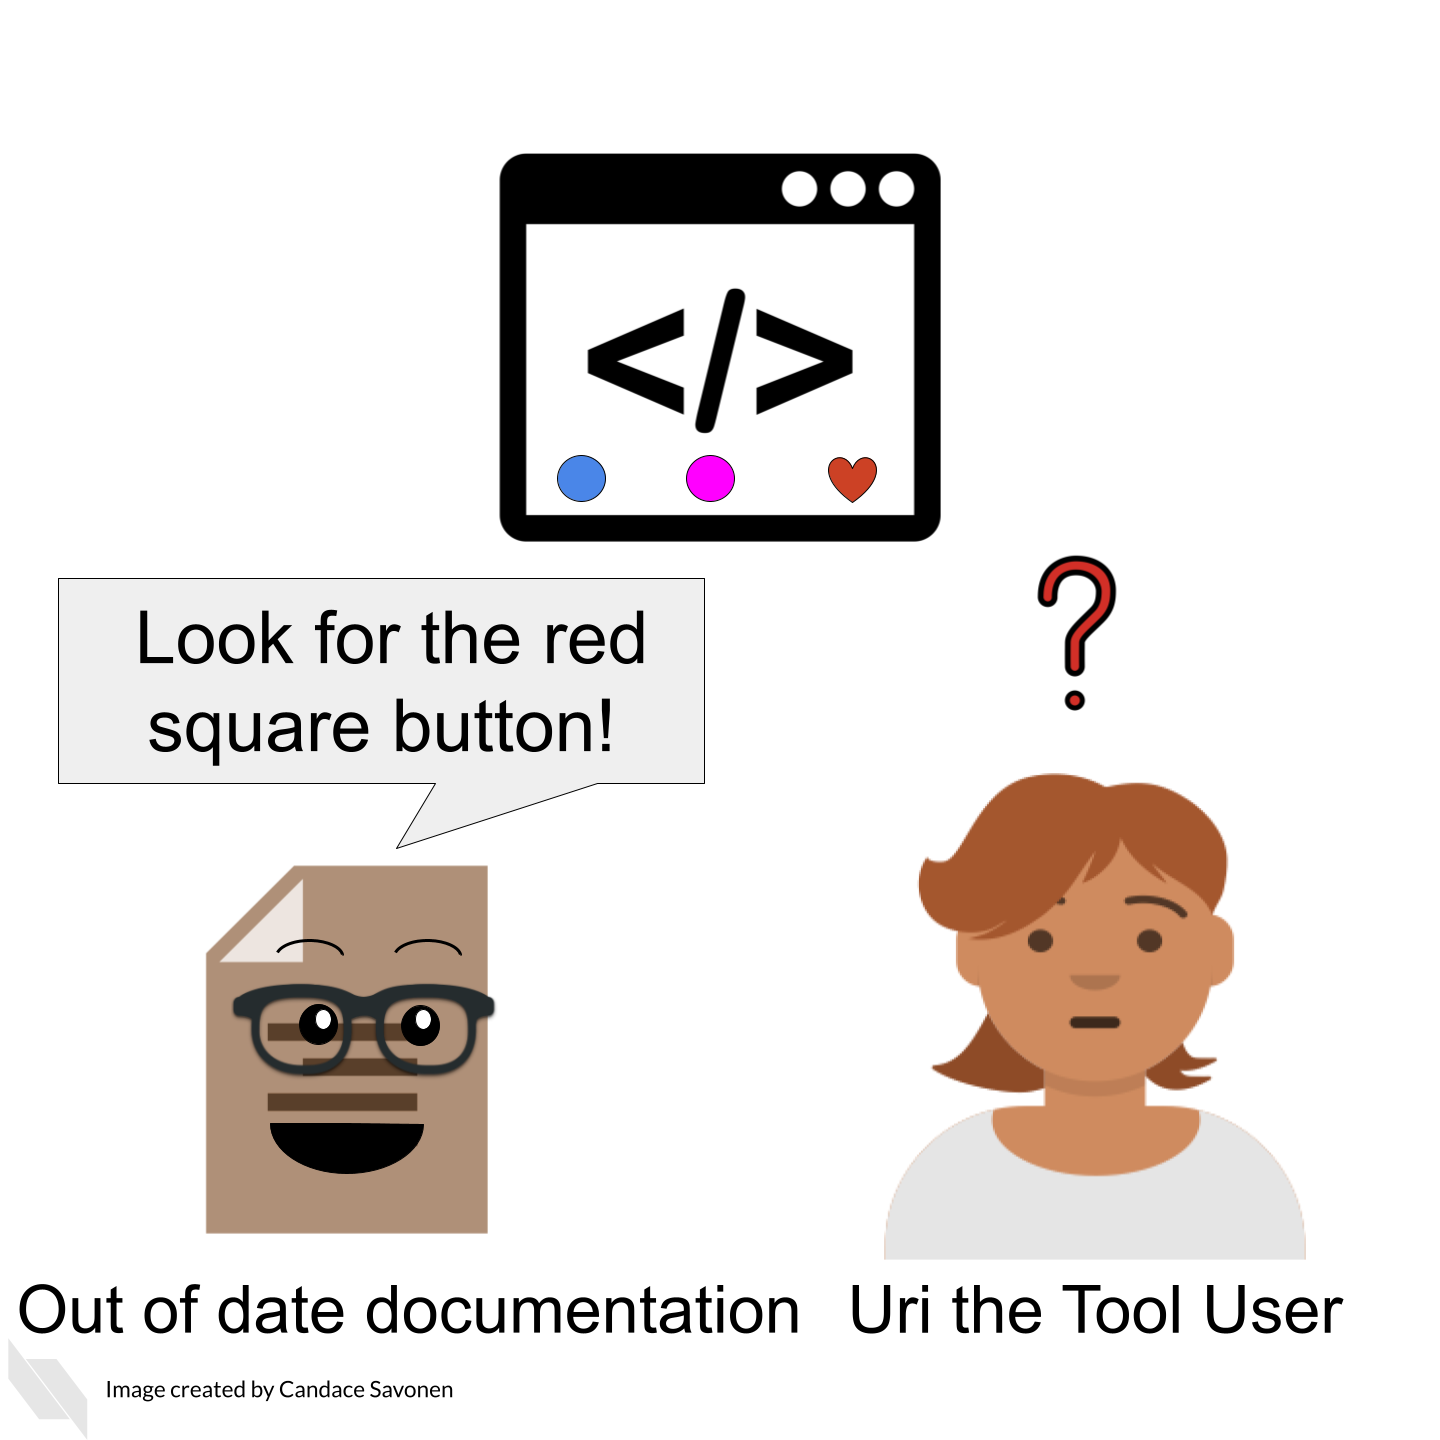 </>
Look for the red
square button!
?
Out of date documentation
Uri the Tool User
Image created by Candace Savonen